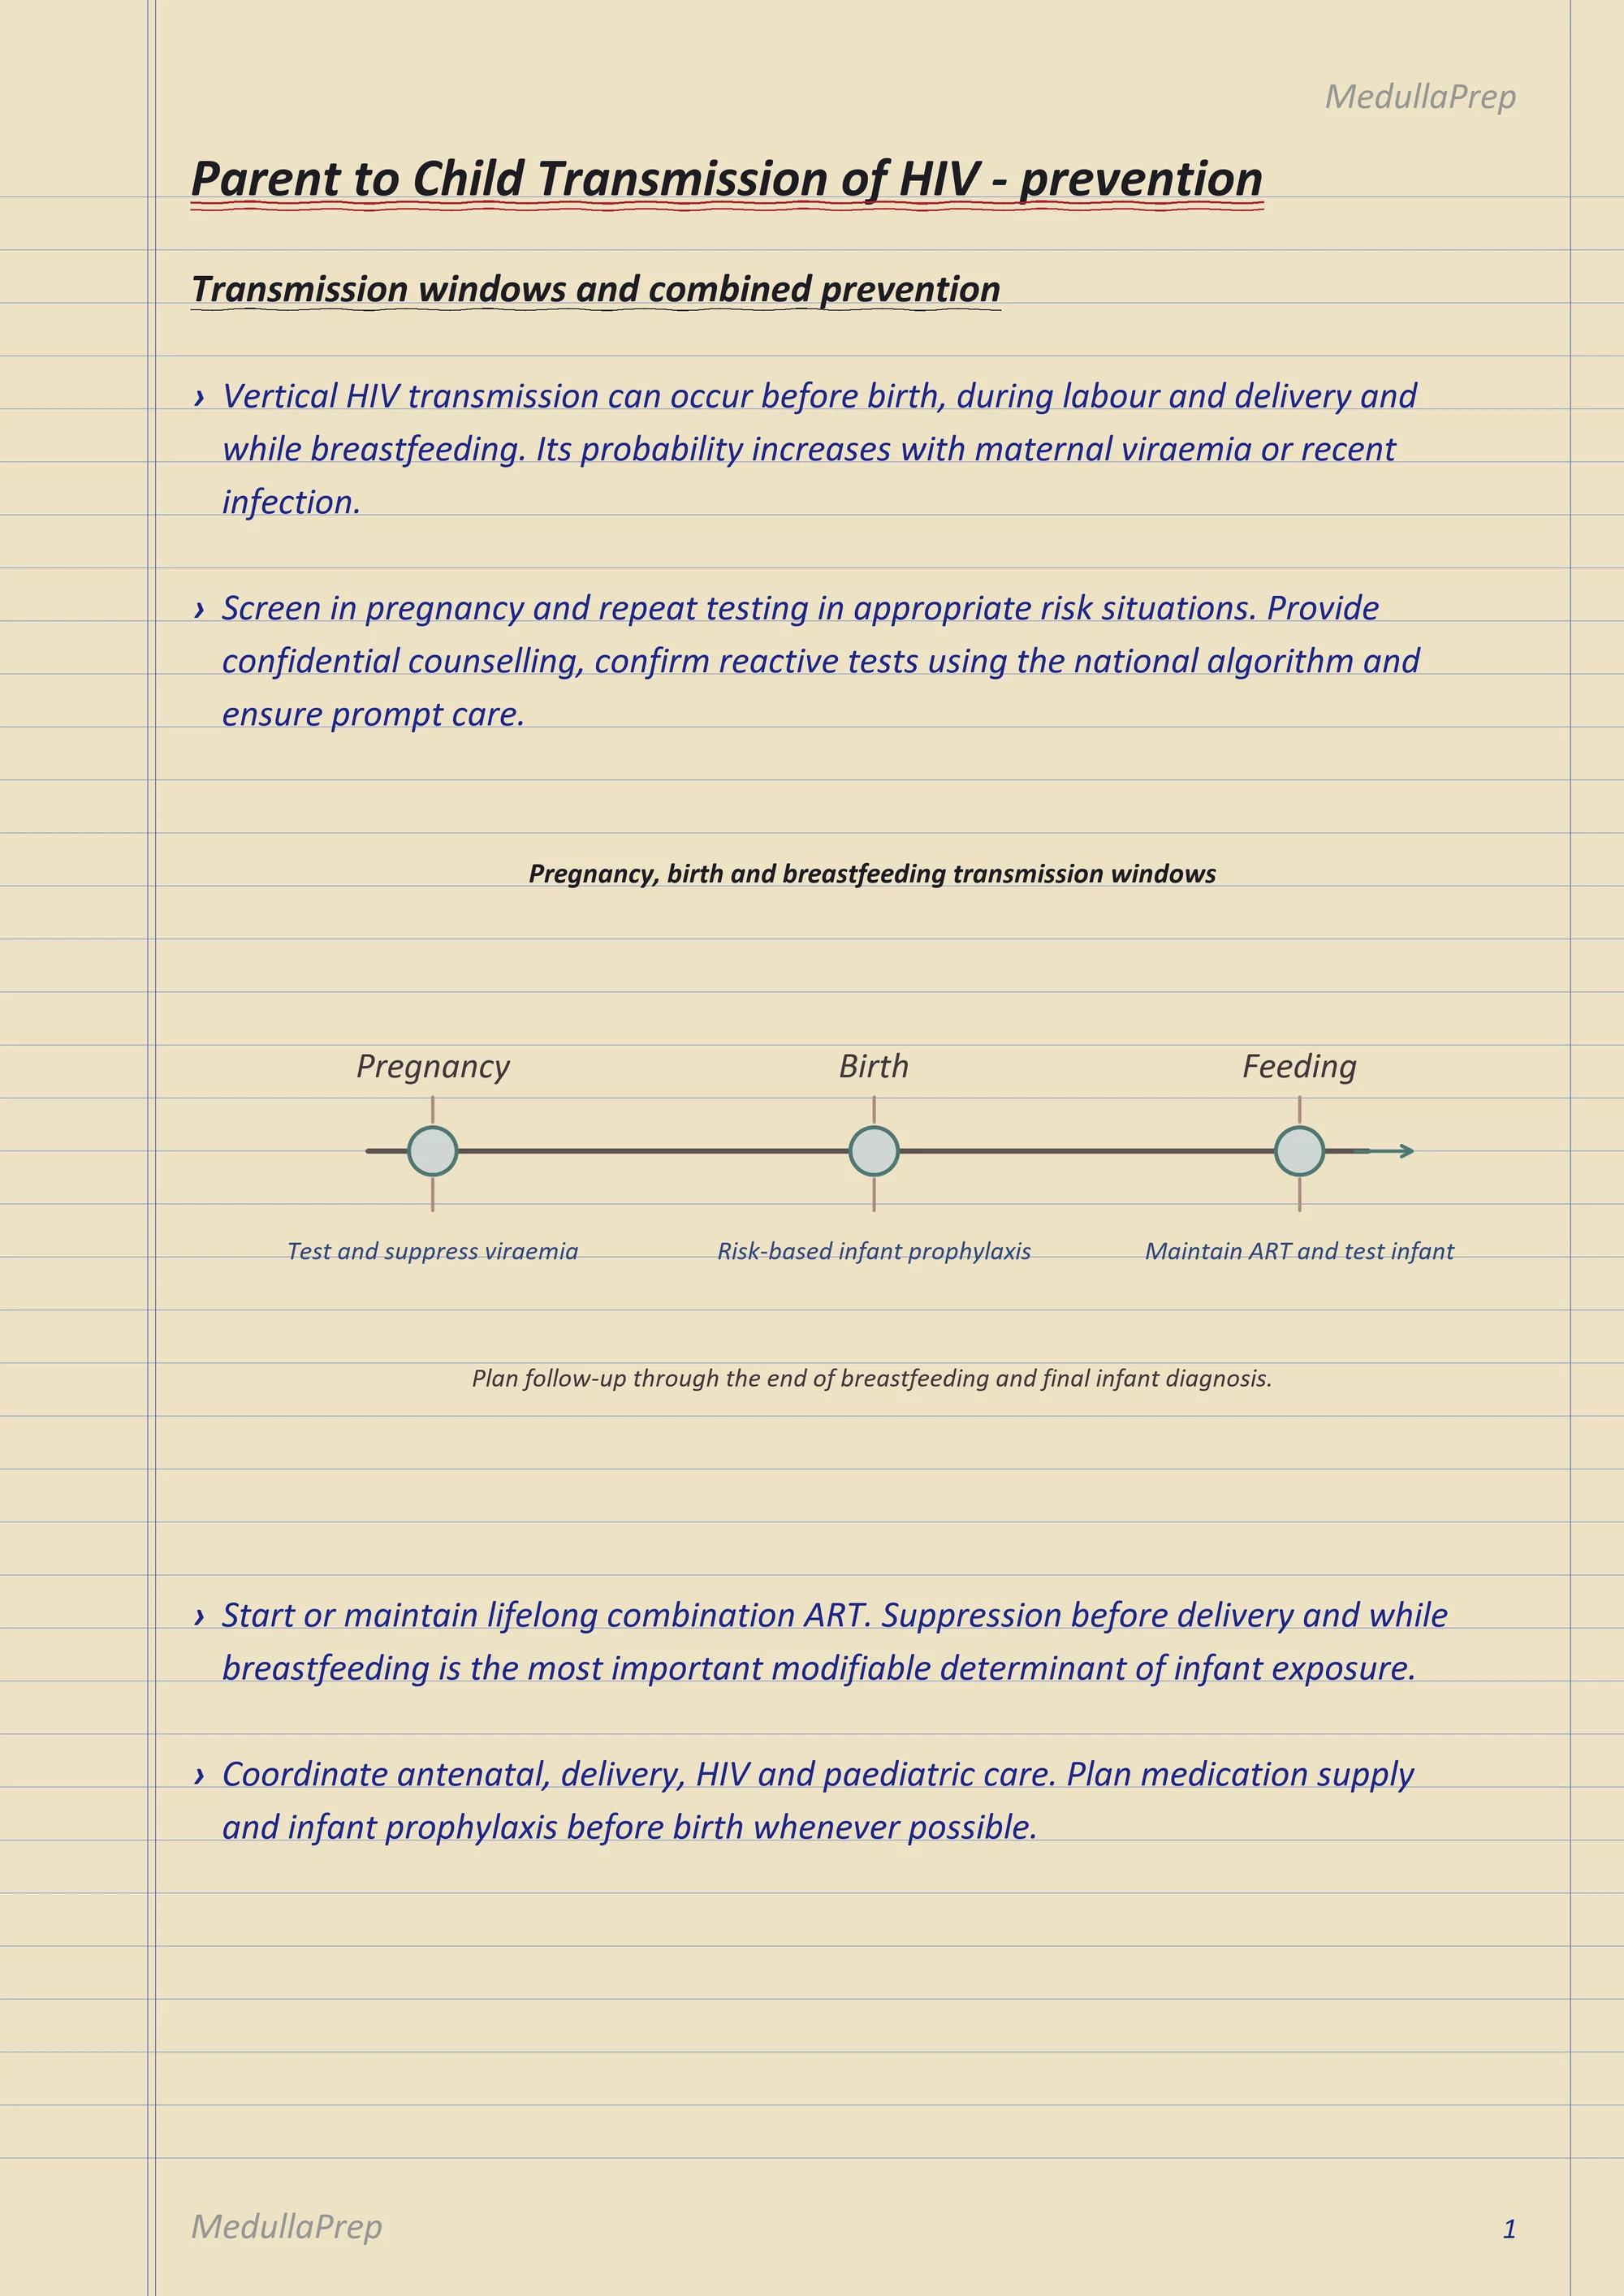 MedullaPrep
Parent to Child Transmission of HIV - prevention
Transmission windows and combined prevention
› Vertical HIV transmission can occur before birth, during labour and delivery and
while breastfeeding. Its probability increases with maternal viraemia or recent
infection.
› Screen in pregnancy and repeat testing in appropriate risk situations. Provide
confidential counselling, confirm reactive tests using the national algorithm and
ensure prompt care.
Pregnancy, birth and breastfeeding transmission windows
Pregnancy Birth Feeding
Test and suppress viraemia Risk-based infant prophylaxis Maintain ART and test infant
Plan follow-up through the end of breastfeeding and final infant diagnosis.
› Start or maintain lifelong combination ART. Suppression before delivery and while
breastfeeding is the most important modifiable determinant of infant exposure.
› Coordinate antenatal, delivery, HIV and paediatric care. Plan medication supply
and infant prophylaxis before birth whenever possible.
MedullaPrep 1